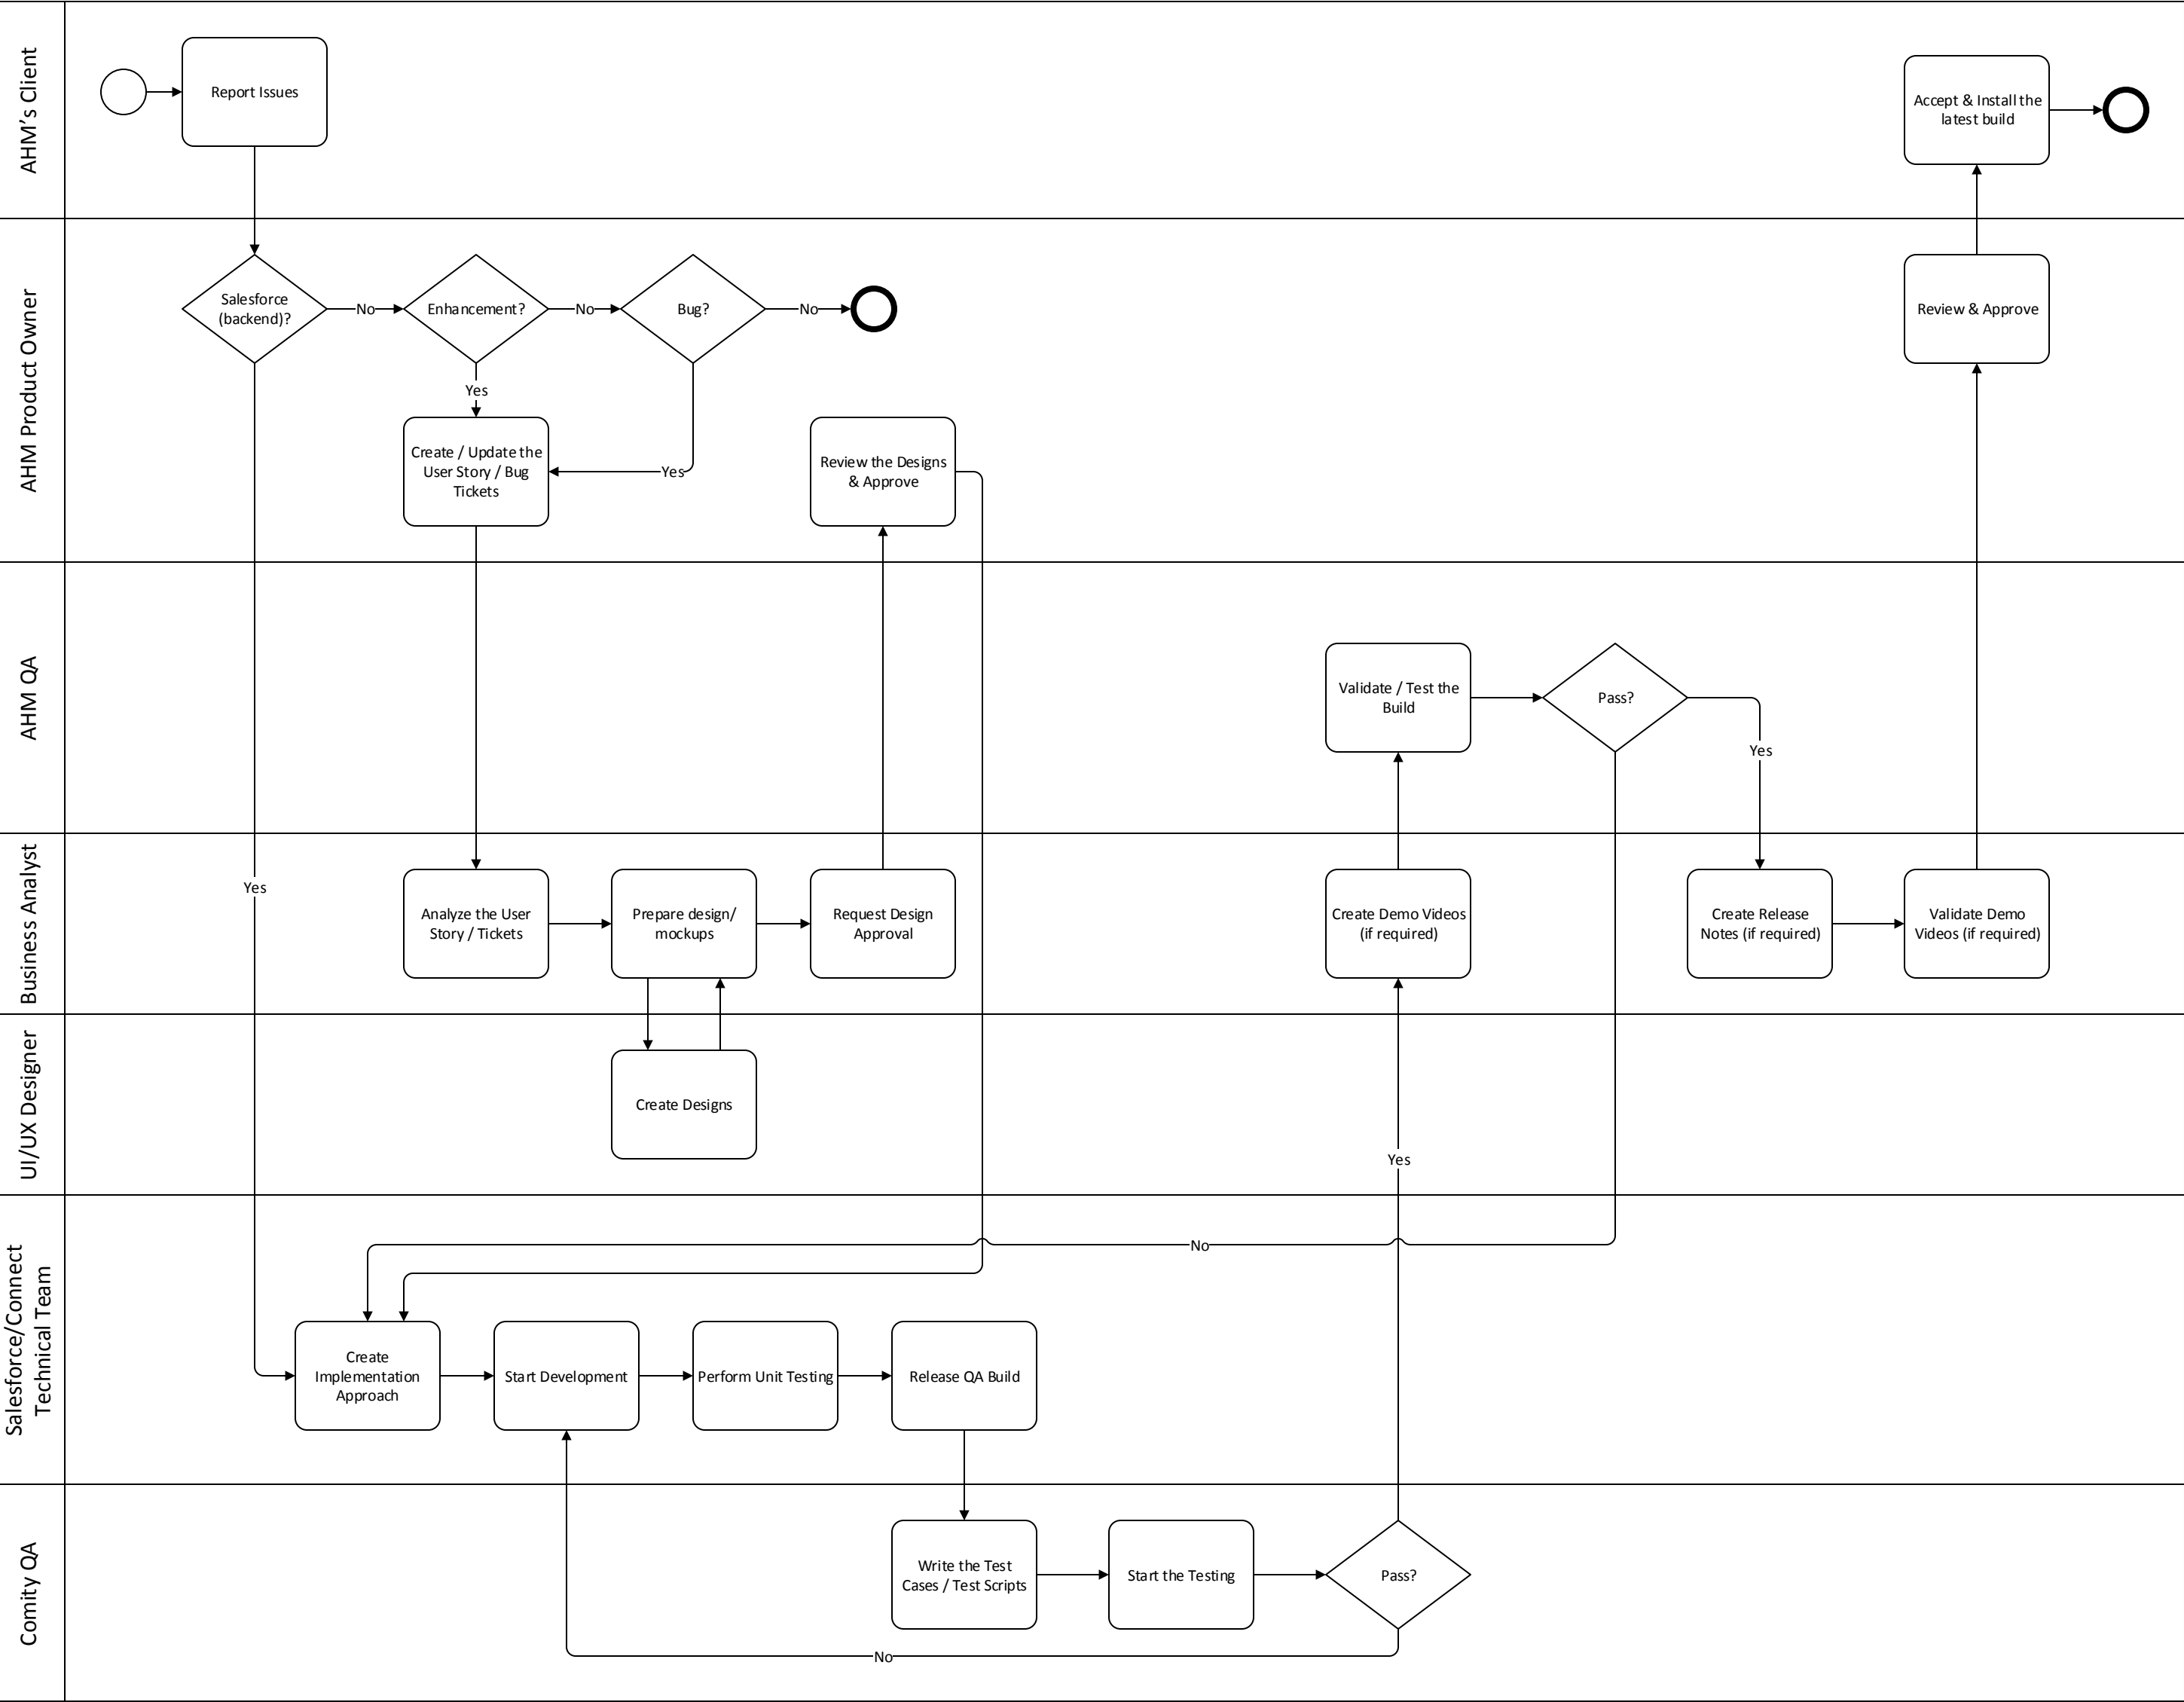 AHM's Client
Report Issues
Accept & Install the
latest build
AHM Product Owner
Salesforce
(backend)?
No
Enhancement?
No
Bug?
No
Review & Approve
Yes
Create / Update the
User Story / Bug
Tickets
Yes
Review the Designs
& Approve
AHM QA
Validate / Test the
Build
Pass?
Yes
Business Analyst
Yes
Analyze the User
Story / Tickets
Prepare design/
mockups
Request Design
Approval
Create Demo Videos
(if required)
Create Release
Notes (if required)
Validate Demo
Videos (if required)
UI/UX Designer
Create Designs
Yes
Salesforce/Connect
Technical Team
No
Create
Implementation
Approach
Start Development
Perform Unit Testing
Release QA Build
Comity QA
Write the Test
Cases / Test Scripts
Start the Testing
Pass?
No